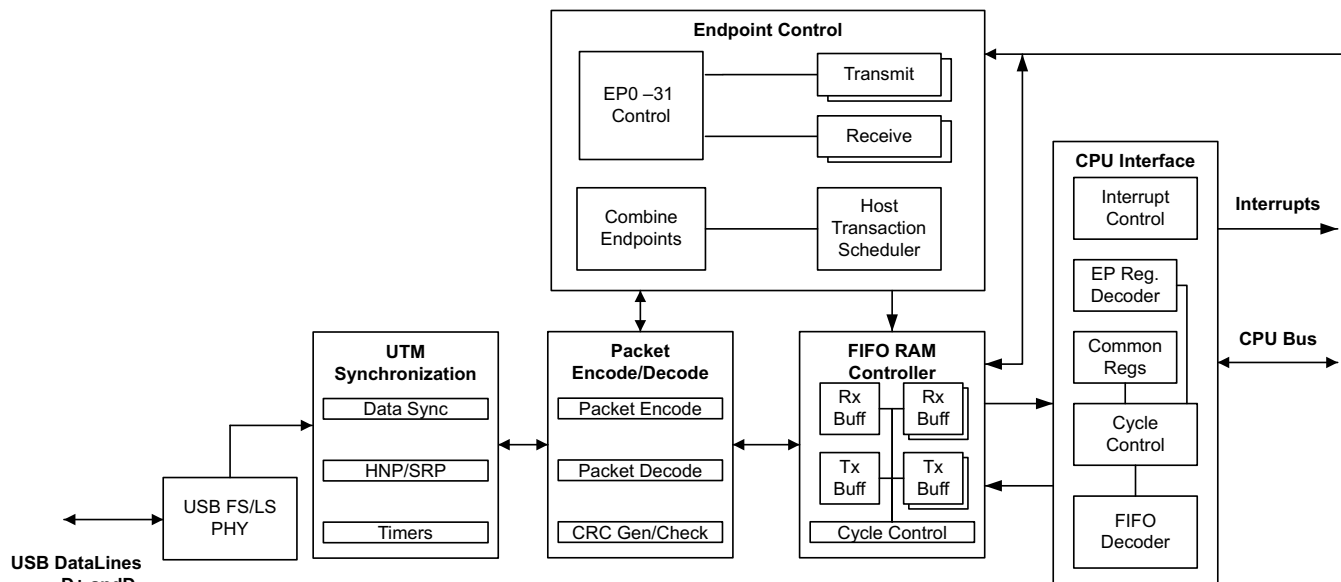 Endpoint Control
EP0 –31
Control
Transmit
Receive
Combine
Endpoints
Host
Transaction
Scheduler
CPU Interface
Interrupt
Control
Interrupts
EP Reg.
Decoder
Common
Regs
CPU Bus
Cycle
Control
FIFO
Decoder
UTM
Synchronization
Data Sync
HNP/SRP
Timers
Packet
Encode/Decode
Packet Encode
Packet Decode
CRC Gen/Check
FIFO RAM
Controller
Rx
Buff
Rx
Buff
Tx
Buff
Tx
Buff
Cycle Control
USB FS/LS
PHY
USB DataLines